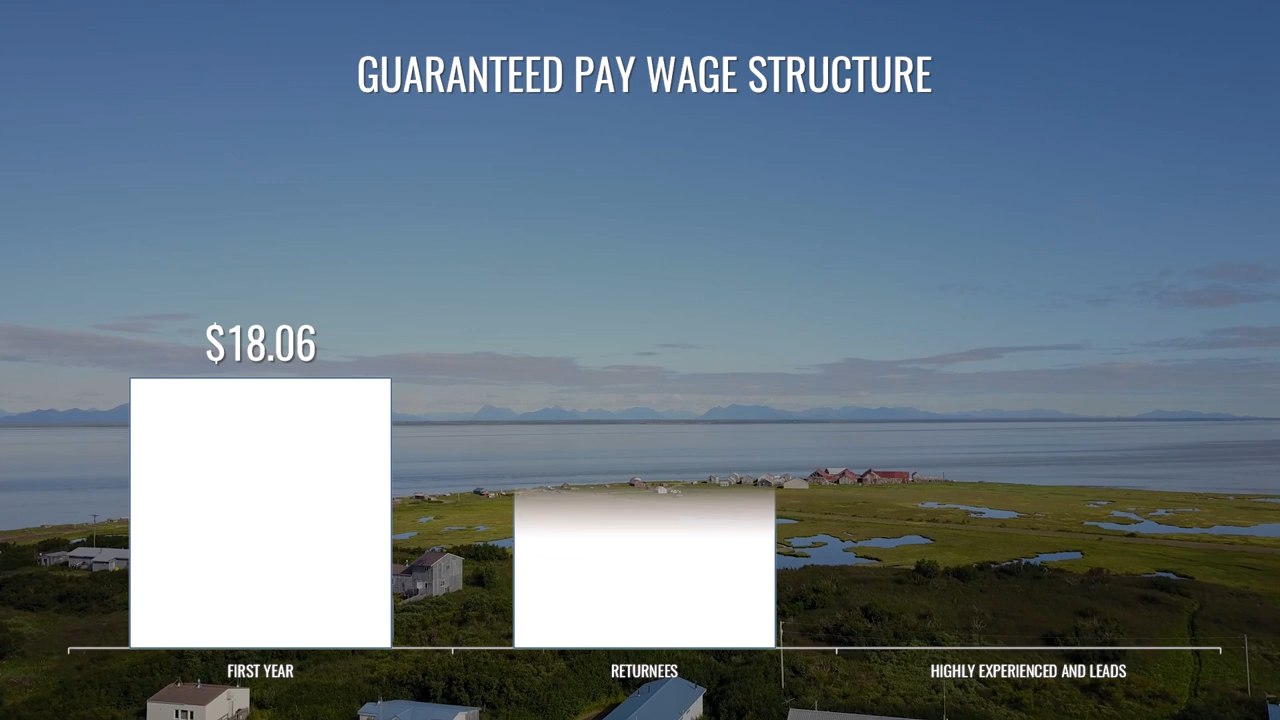 GUARANTEED PAY WAGE STRUCTURE
$18.06
FIRST YEAR
RETURNEES
HIGHLY EXPERIENCED AND LEADS